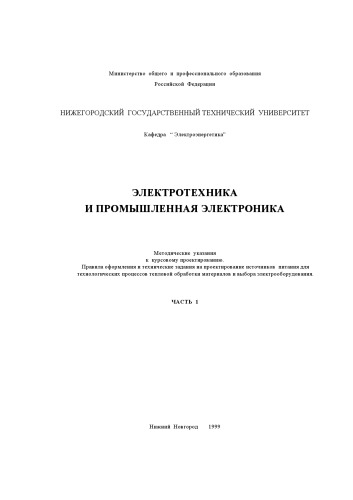 Министерство общего и профессионального образования
Российской Федерации
НИЖЕГОРОДСКИЙ ГОСУДАРСТВЕННЫЙ ТЕХНИЧЕСКИЙ УНИВЕРСИТЕТ
Кафедра “ Электроэнергетика”
ЭЛЕКТРОТЕХНИКА
И ПРОМЫШЛЕННАЯ ЭЛЕКТРОНИКА
Методические указания
к курсовому проектированию.
Правила оформления и технические задания на проектирование источников питания для
технологических процессов тепловой обработки материалов и выбора электрооборудования.
ЧАСТЬ 1
Нижний Новгород 1999